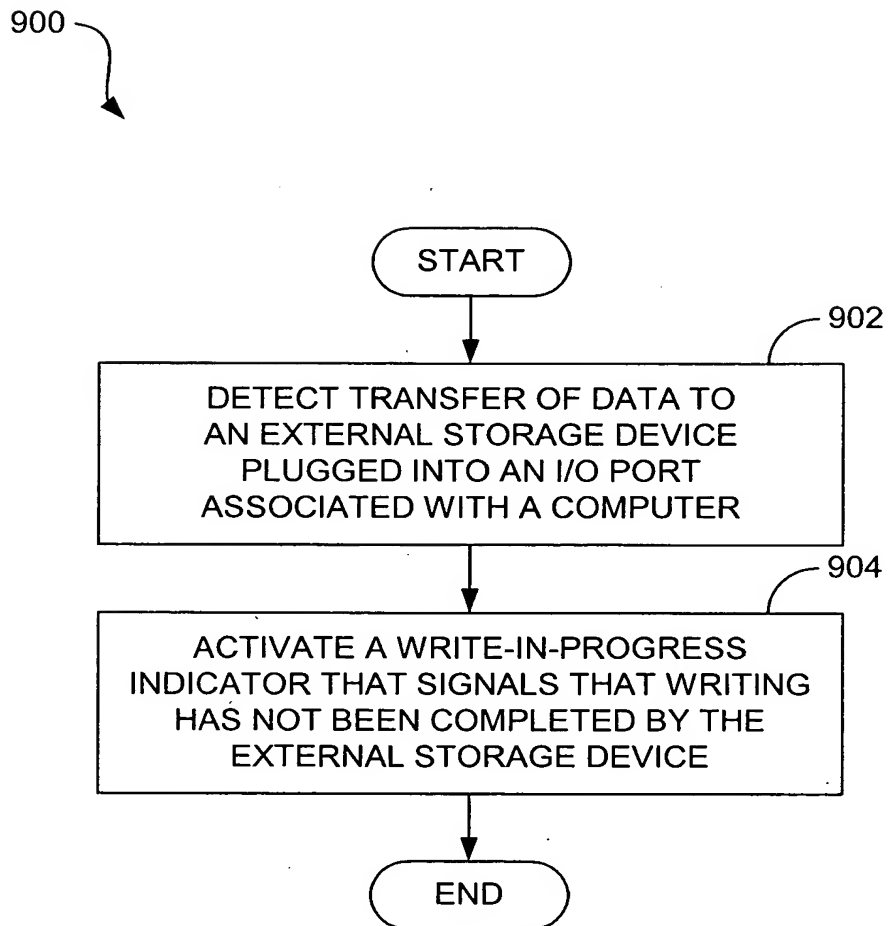 900
START
902
DETECT TRANSFER OF DATA TO
AN EXTERNAL STORAGE DEVICE
PLUGGED INTO AN I/O PORT
ASSOCIATED WITH A COMPUTER
904
ACTIVATE A WRITE-IN-PROGRESS
INDICATOR THAT SIGNALS THAT WRITING
HAS NOT BEEN COMPLETED BY THE
EXTERNAL STORAGE DEVICE
END